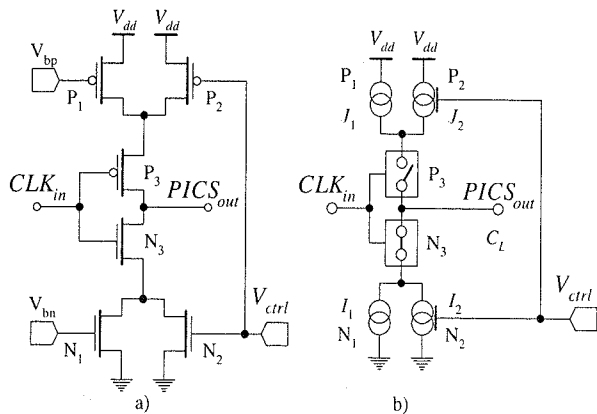 V_dd V_dd
V_bp
P_1 P_2
P_3
CLK_in PICS_out
N_3
V_bn V_ctrl
N_1 N_2
a)
V_dd V_dd
P_1 P_2
J_1 J_2
P_3
CLK_in PICS_out
C_L
N_3
V_ctrl
I_1 I_2
N_1 N_2
b)